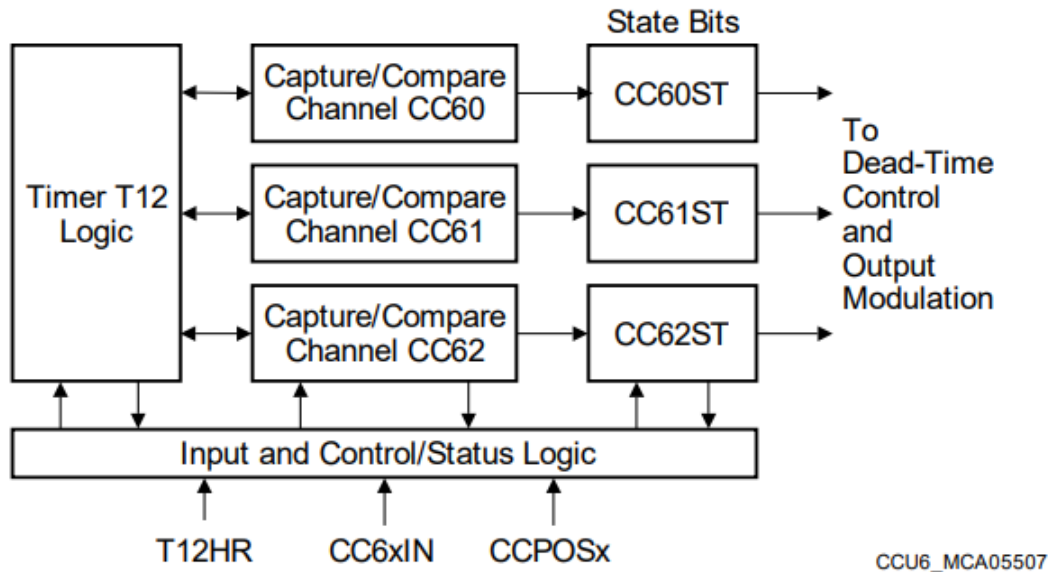 State Bits
Timer T12
Logic
Capture/Compare
Channel CC60
CC60ST
Capture/Compare
Channel CC61
CC61ST
Capture/Compare
Channel CC62
CC62ST
To
Dead-Time
Control
and
Output
Modulation
Input and Control/Status Logic
T12HR
CC6xIN
CCPOSx
CCU6_MCA05507